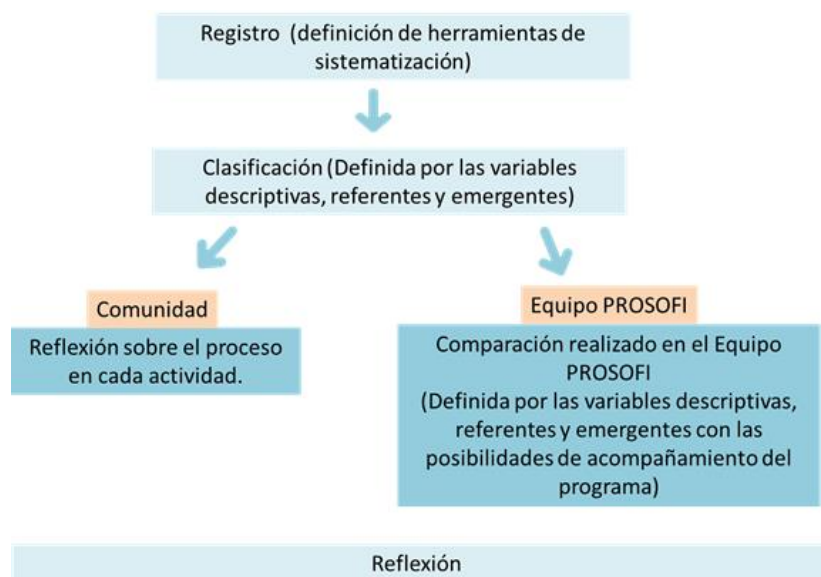 Registro (definición de herramientas de
sistematización)
Clasificación (Definida por las variables
descriptivas, referentes y emergentes)
Comunidad
Reflexión sobre el proceso
en cada actividad.
Equipo PROSOFI
Comparación realizado en el Equipo
PROSOFI
(Definida por las variables descriptivas,
referentes y emergentes con las
posibilidades de acompañamiento del
programa)
Reflexión